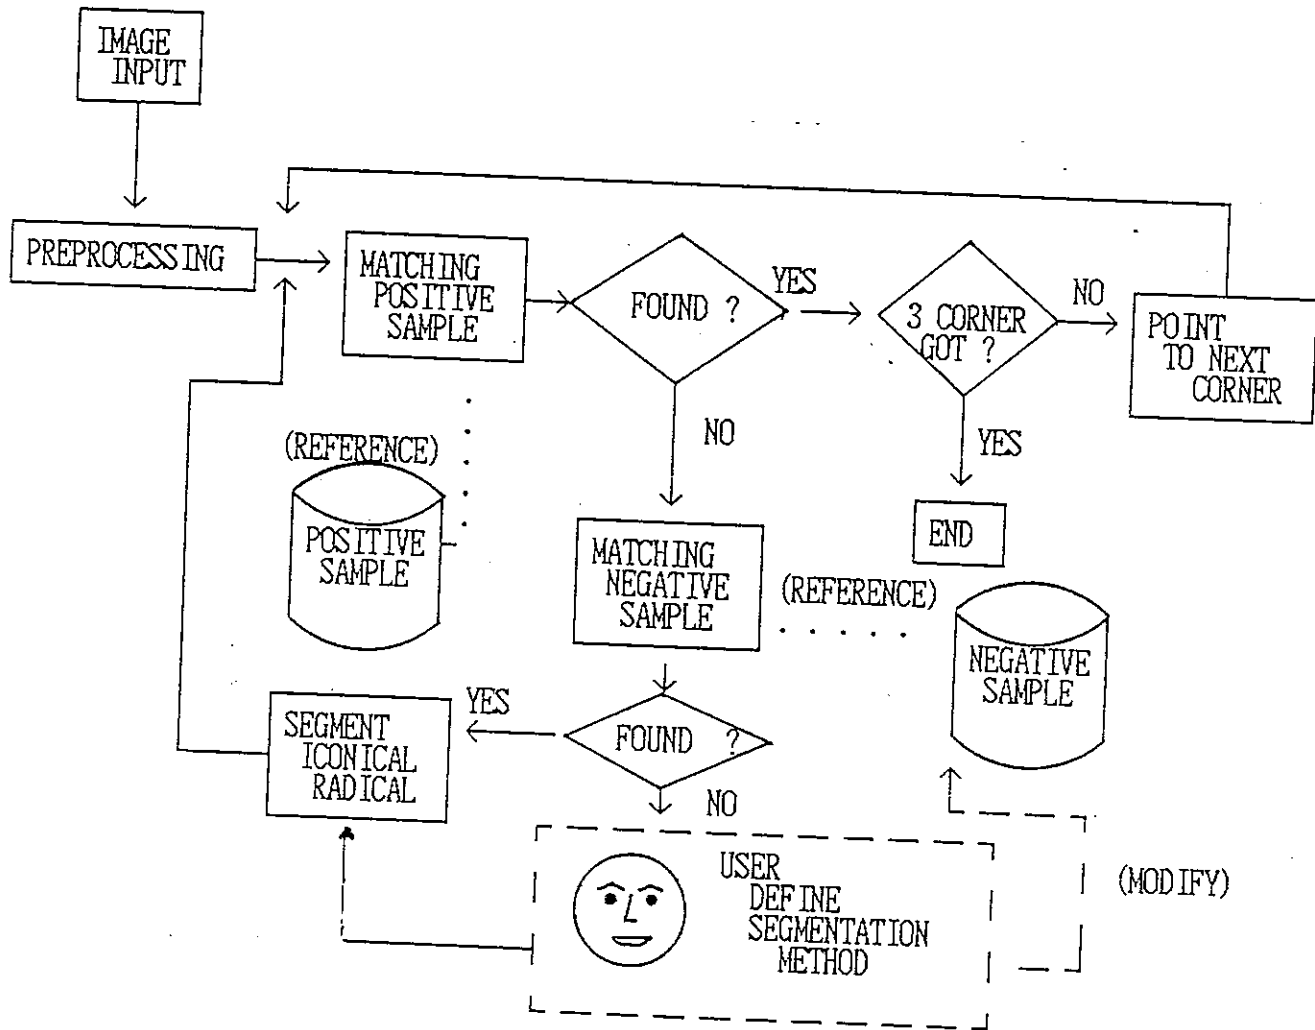 IMAGE
INPUT
PREPROCESSING
MATCHING
POSITIVE
SAMPLE
FOUND ?
YES
3 CORNER
GOT ?
NO
POINT
TO NEXT
CORNER
NO
YES
(REFERENCE)
POSITIVE
SAMPLE
END
MATCHING
NEGATIVE
SAMPLE
(REFERENCE)
NEGATIVE
SAMPLE
YES
SEGMENT
ICONICAL
RADICAL
FOUND ?
NO
USER
DEFINE
SEGMENTATION
METHOD
(MODIFY)